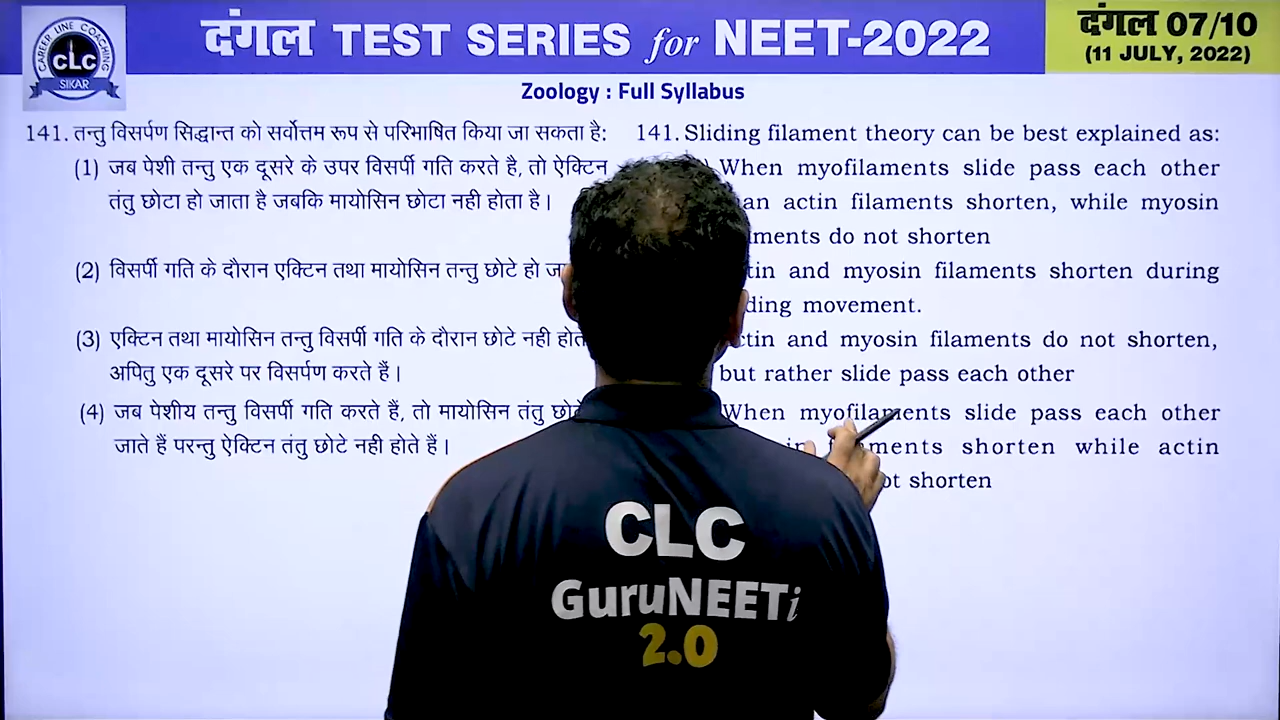 CAREER LINE COACHING
CLC
SIKAR
दंगल TEST SERIES for NEET-2022
दंगल 07/10
(11 JULY, 2022)
Zoology : Full Syllabus
141. तन्तु विसर्पण सिद्धान्त को सर्वोत्तम रूप से परिभाषित किया जा सकता है:
(1) जब पेशी तन्तु एक दूसरे के उपर विसर्पी गति करते है, तो ऐक्टिन
तंतु छोटा हो जाता है जबकि मायोसिन छोटा नही होता है।
(2) विसर्पी गति के दौरान एक्टिन तथा मायोसिन तन्तु छोटे हो
(3) एक्टिन तथा मायोसिन तन्तु विसर्पी गति के दौरान छोटे नही
अपितु एक दूसरे पर विसर्पण करते हैं।
(4) जब पेशीय तन्तु विसर्पी गति करते हैं, तो मायोसिन तंतु
जाते हैं परन्तु ऐक्टिन तंतु छोटे नही होते हैं।
141. Sliding filament theory can be best explained as:
When myofilaments slide pass each other
actin filaments shorten, while myosin
do not shorten
and myosin filaments shorten during
movement.
and myosin filaments do not shorten,
but rather slide pass each other
When myofilaments slide pass each other
shorten while actin
shorten
CLC
GuruNEETi
2.0